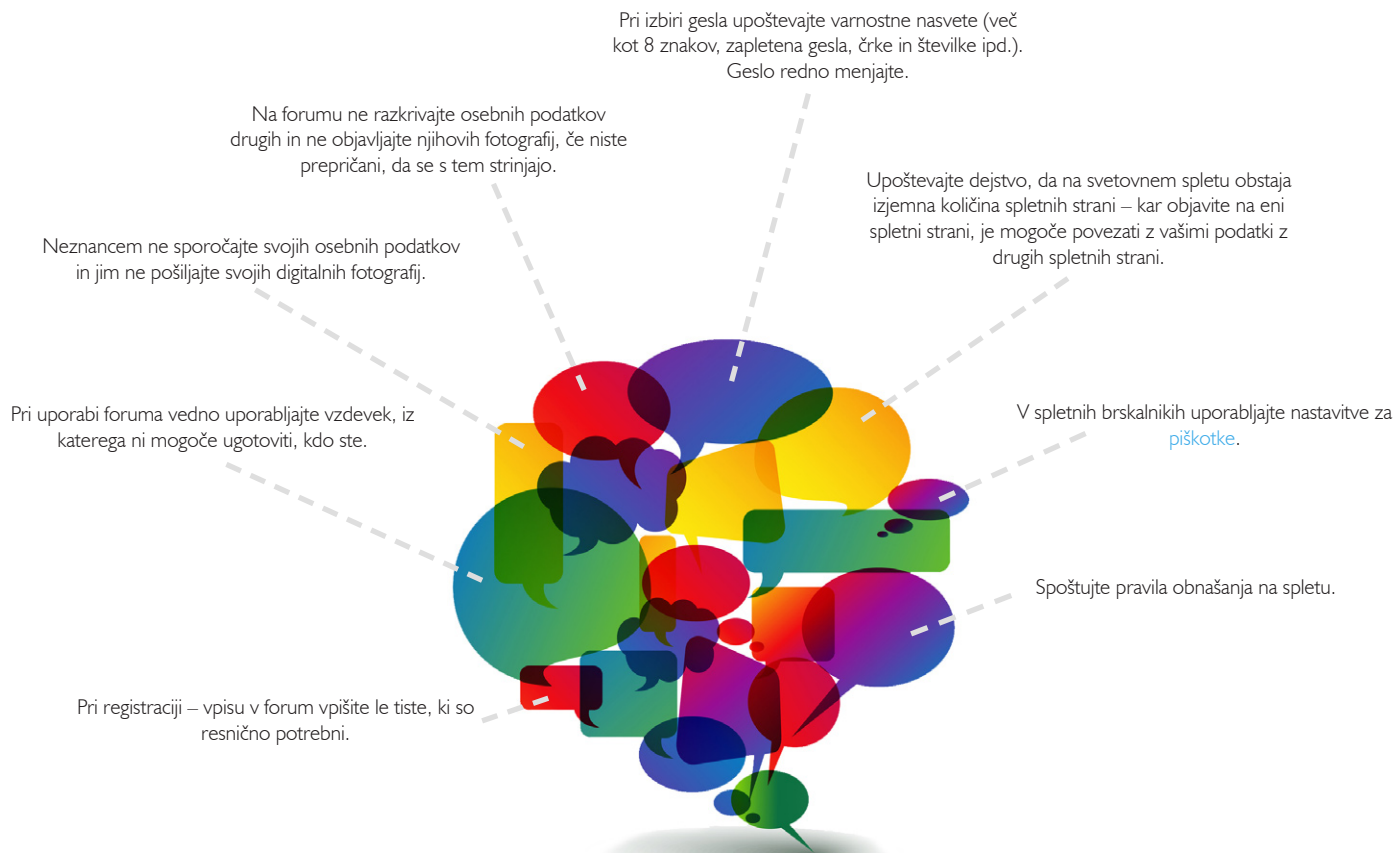 Pri izbiri gesla upoštevajte varnostne nasvete (več
kot 8 znakov, zapletena gesla, črke in številke ipd.).
Geslo redno menjajte.
Na forumu ne razkrivajte osebnih podatkov
drugih in ne objavljajte njihovih fotografij, če niste
prepričani, da se s tem strinjajo.
Upoštevajte dejstvo, da na svetovnem spletu obstaja
izjemna količina spletnih strani – kar objavite na eni
spletni strani, je mogoče povezati z vašimi podatki z
drugih spletnih strani.
Neznancem ne sporočajte svojih osebnih podatkov
in jim ne pošiljajte svojih digitalnih fotografij.
Pri uporabi foruma vedno uporabljajte vzdevek, iz
katerega ni mogoče ugotoviti, kdo ste.
V spletnih brskalnikih uporabljajte nastavitve za
piškotke.
Spoštujte pravila obnašanja na spletu.
Pri registraciji – vpisu v forum vpišite le tiste, ki so
resnično potrebni.